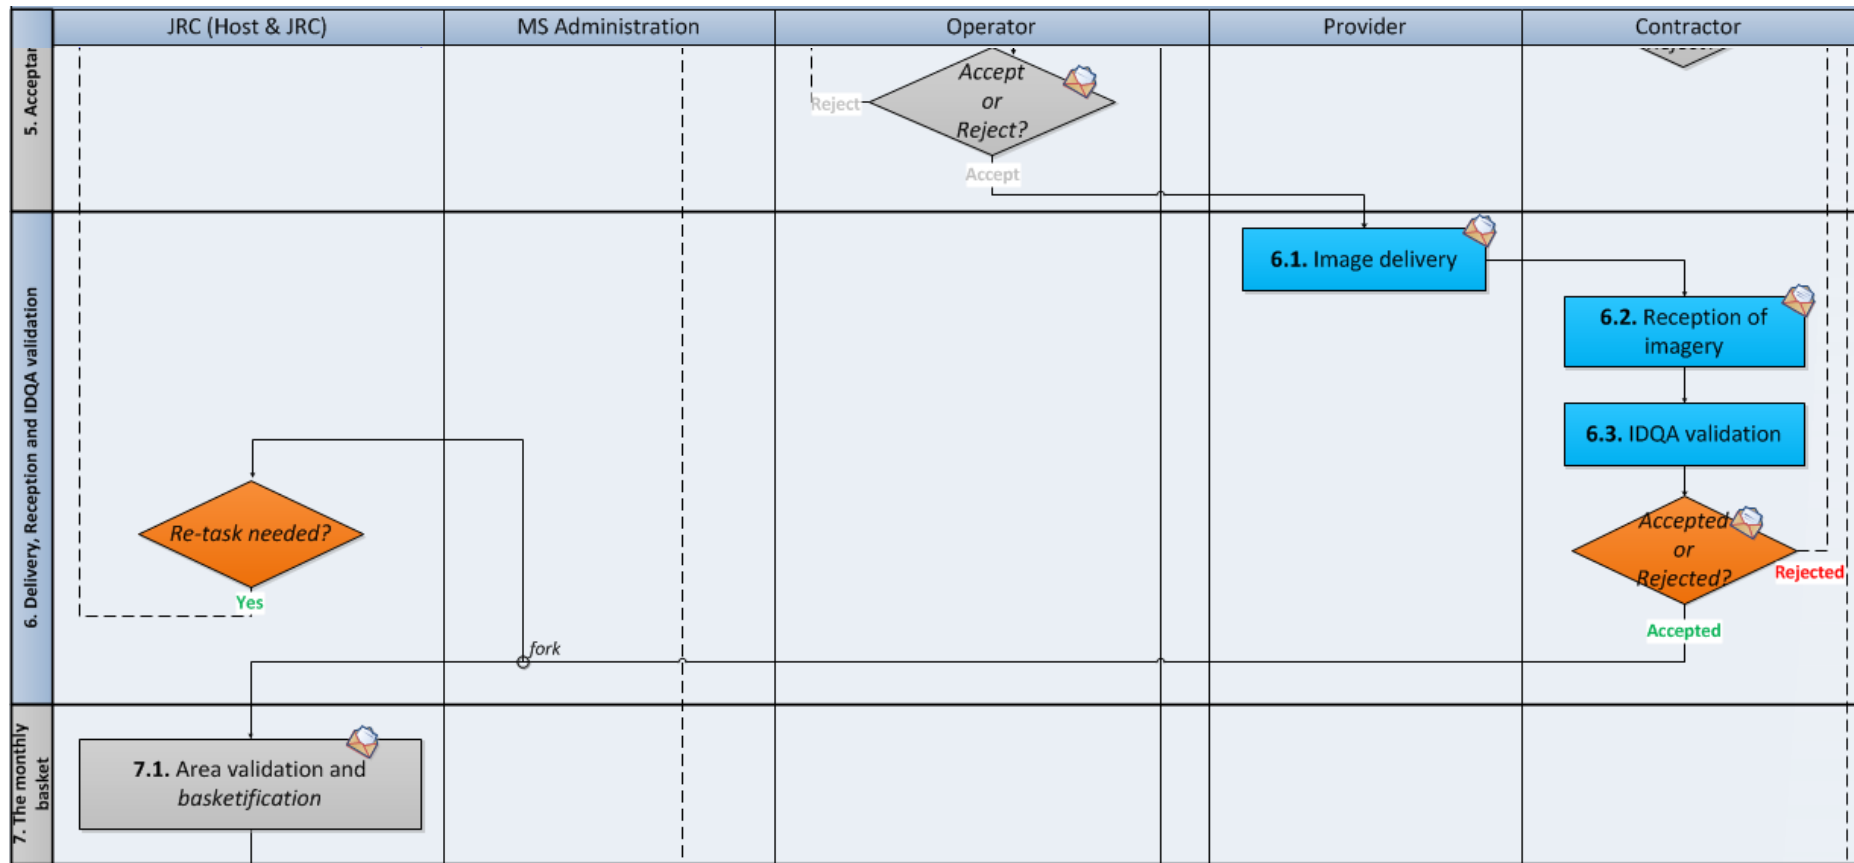 JRC (Host & JRC)
MS Administration
Operator
Provider
Contractor
5. Acceptan
Accept
or
Reject?
Reject
Accept
6. Delivery, Reception and IDQA validation
6.1. Image delivery
6.2. Reception of
imagery
6.3. IDQA validation
Re-task needed?
Yes
Accepted
or
Rejected?
Rejected
Accepted
fork
7. The monthly
basket
7.1. Area validation and
basketification